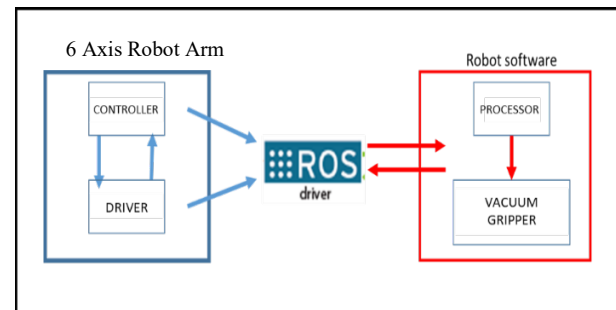 6 Axis Robot Arm
CONTROLLER
DRIVER
ROS
driver
Robot software
PROCESSOR
VACUUM
GRIPPER